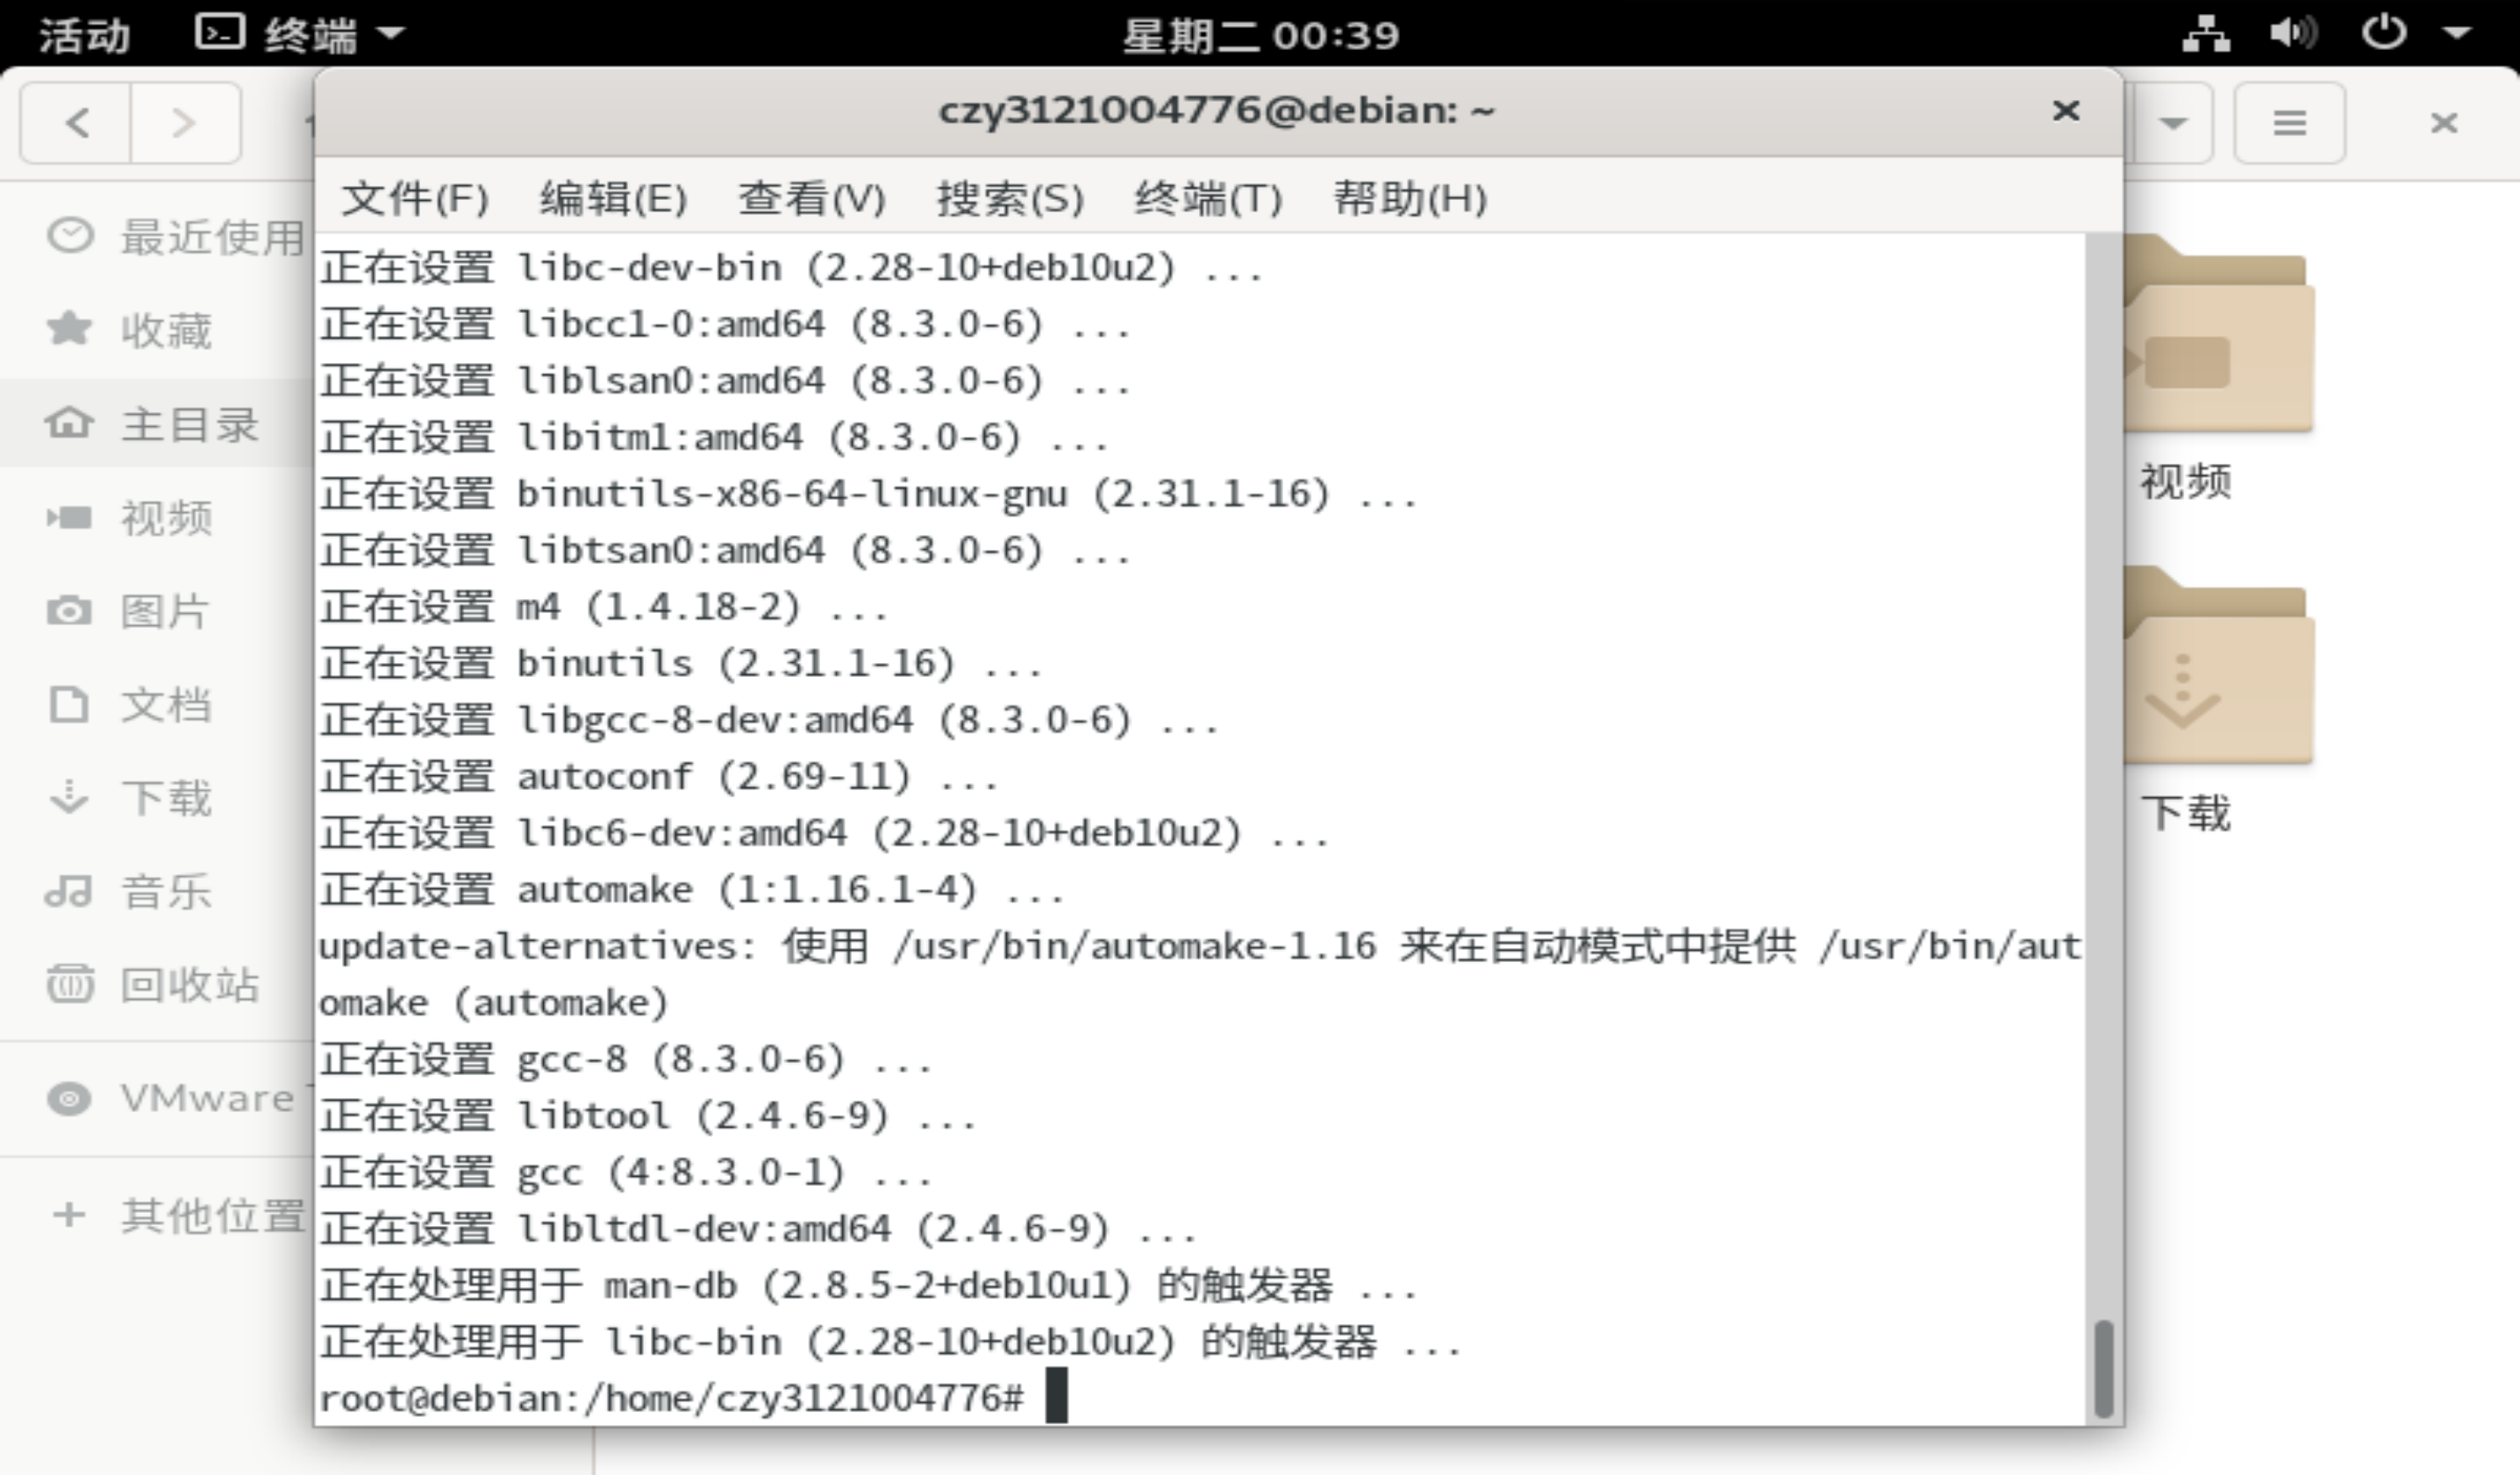 活动
终端
星期二 00:39
czy3121004776@debian: ~
文件(F) 编辑(E) 查看(V) 搜索(S) 终端(T) 帮助(H)
最近使用
收藏
主目录
视频
图片
文档
下载
音乐
回收站
VMware
其他位置
正在设置 libc-dev-bin (2.28-10+deb10u2) ...
正在设置 libcc1-0:amd64 (8.3.0-6) ...
正在设置 liblsan0:amd64 (8.3.0-6) ...
正在设置 libitm1:amd64 (8.3.0-6) ...
正在设置 binutils-x86-64-linux-gnu (2.31.1-16) ...
正在设置 libtsan0:amd64 (8.3.0-6) ...
正在设置 m4 (1.4.18-2) ...
正在设置 binutils (2.31.1-16) ...
正在设置 libgcc-8-dev:amd64 (8.3.0-6) ...
正在设置 autoconf (2.69-11) ...
正在设置 libc6-dev:amd64 (2.28-10+deb10u2) ...
正在设置 automake (1:1.16.1-4) ...
update-alternatives: 使用 /usr/bin/automake-1.16 来在自动模式中提供 /usr/bin/aut
omake (automake)
正在设置 gcc-8 (8.3.0-6) ...
正在设置 libtool (2.4.6-9) ...
正在设置 gcc (4:8.3.0-1) ...
正在设置 libltdl-dev:amd64 (2.4.6-9) ...
正在处理用于 man-db (2.8.5-2+deb10u1) 的触发器 ...
正在处理用于 libc-bin (2.28-10+deb10u2) 的触发器 ...
root@debian:/home/czy3121004776#
视频
下载